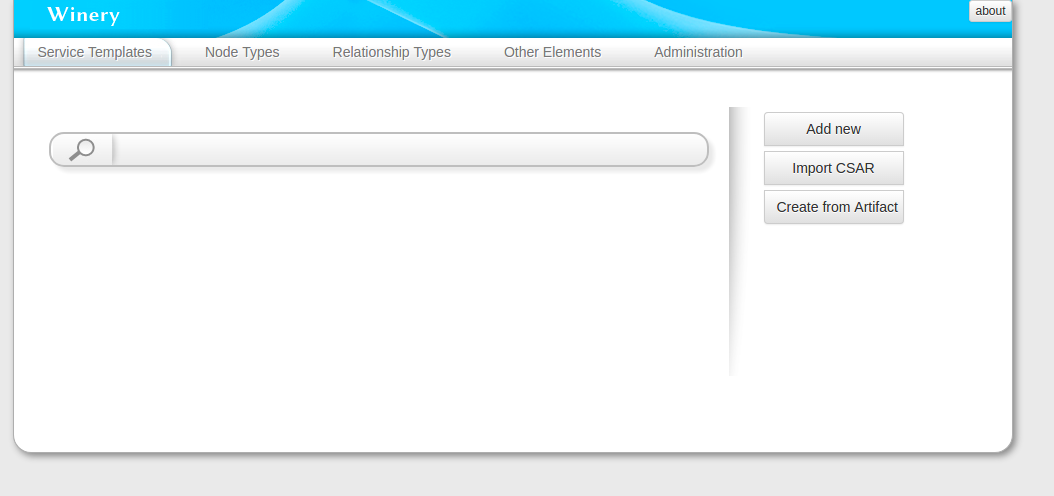 Winery
about
Service Templates Node Types Relationship Types Other Elements Administration
Add new
Import CSAR
Create from Artifact